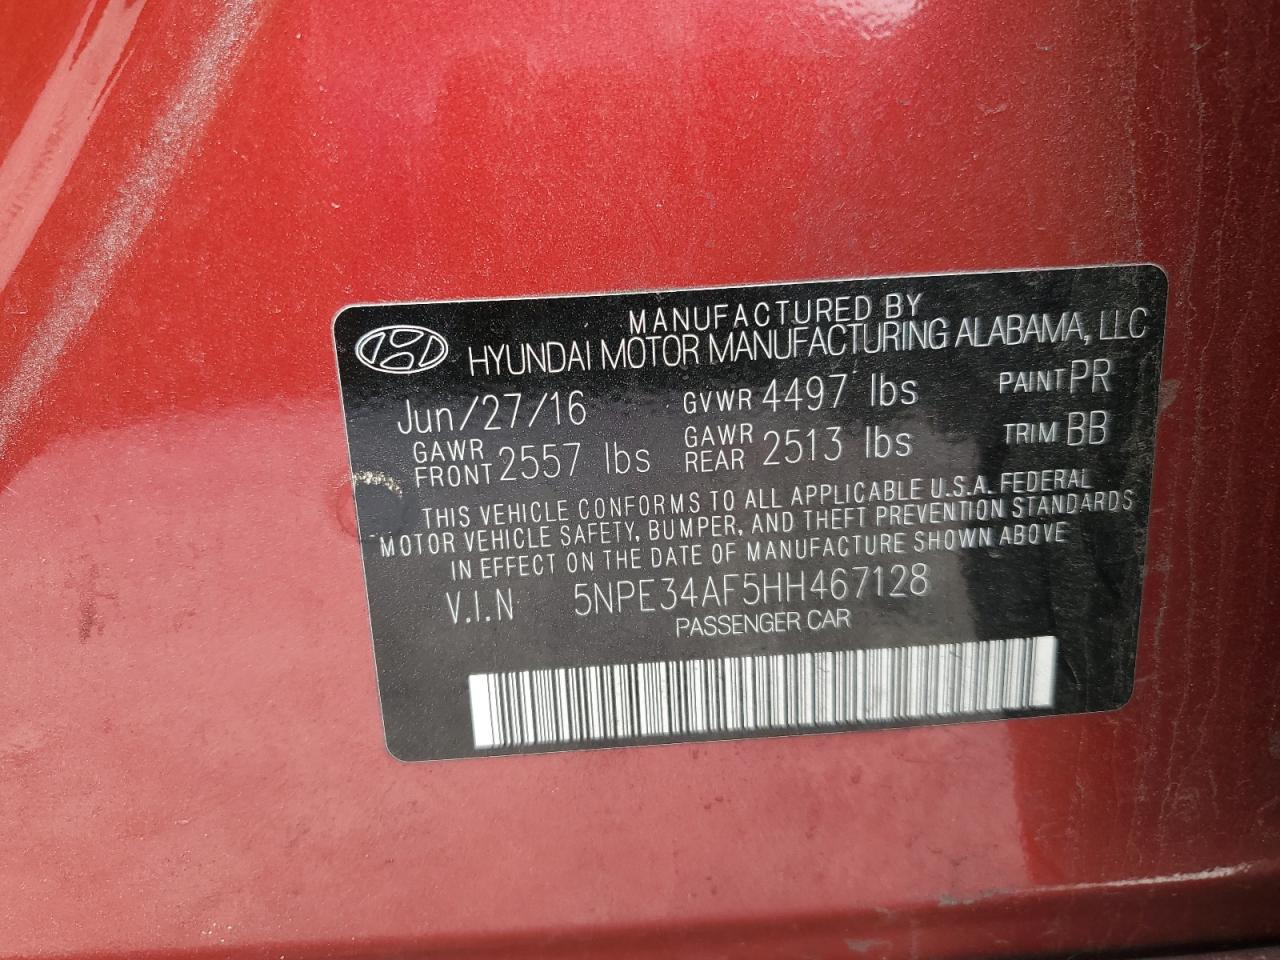 MANUFACTURED BY
HYUNDAI MOTOR MANUFACTURING ALABAMA, LLC
Jun/27/16 GVWR 4497 lbs PAINT PR
GAWR FRONT 2557 lbs GAWR REAR 2513 lbs TRIM BB
THIS VEHICLE CONFORMS TO ALL APPLICABLE U.S.A. FEDERAL
MOTOR VEHICLE SAFETY, BUMPER, AND THEFT PREVENTION STANDARDS
IN EFFECT ON THE DATE OF MANUFACTURE SHOWN ABOVE
V.I.N 5NPE34AF5HH467128
PASSENGER CAR